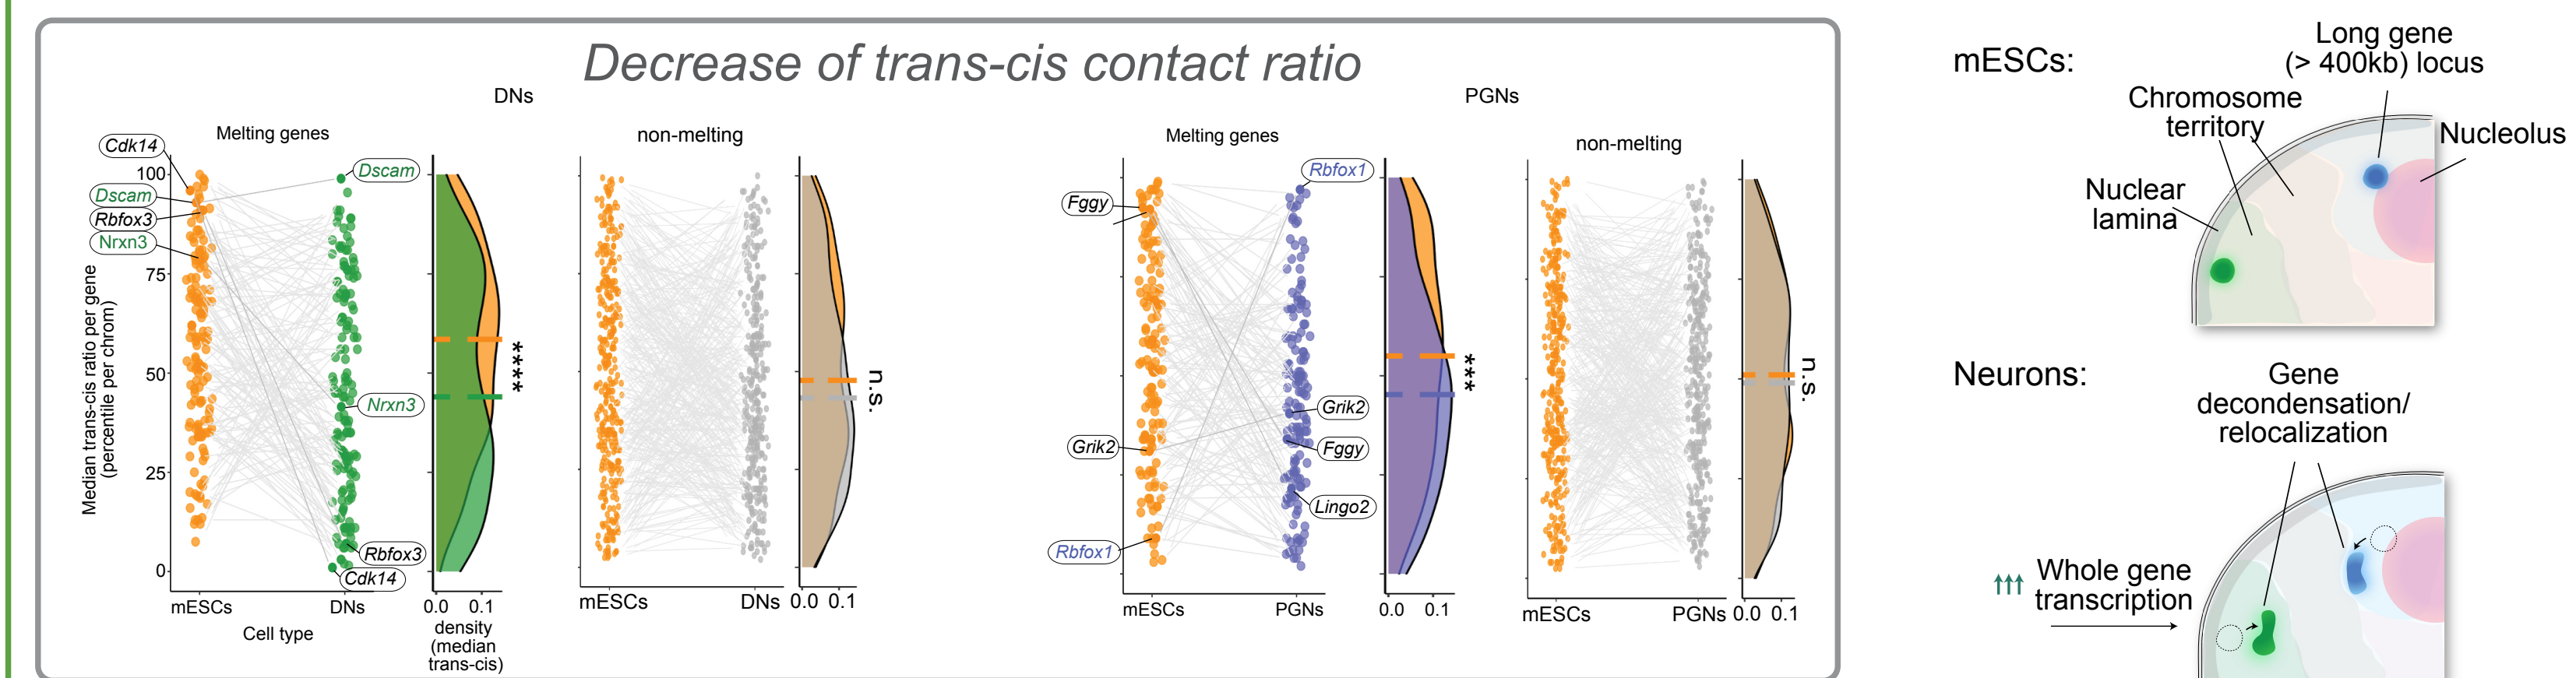 Decrease of trans-cis contact ratio
DNs
Melting genes
non-melting
Median trans-cis ratio per gene
(percentile per chrom)
100
75
50
25
0
Cdk14
Dscam
Rbfox3
Nrxn3
Dscam
Nrxn3
Rbfox3
Cdk14
mESCs
DNs
Cell type
****
0.0 0.1
density
(median
trans-cis)
mESCs
DNs
0.0 0.1
n.s.
PGNs
Melting genes
non-melting
Fggy
Grik2
Rbfox1
Rbfox1
Grik2
Fggy
Lingo2
mESCs
PGNs
0.0 0.1
***
mESCs
PGNs
0.0 0.1
n.s.
mESCs:
Long gene
(> 400kb) locus
Chromosome
territory
Nucleolus
Nuclear
lamina
Neurons:
Gene
decondensation/
relocalization
↑↑↑ Whole gene
transcription